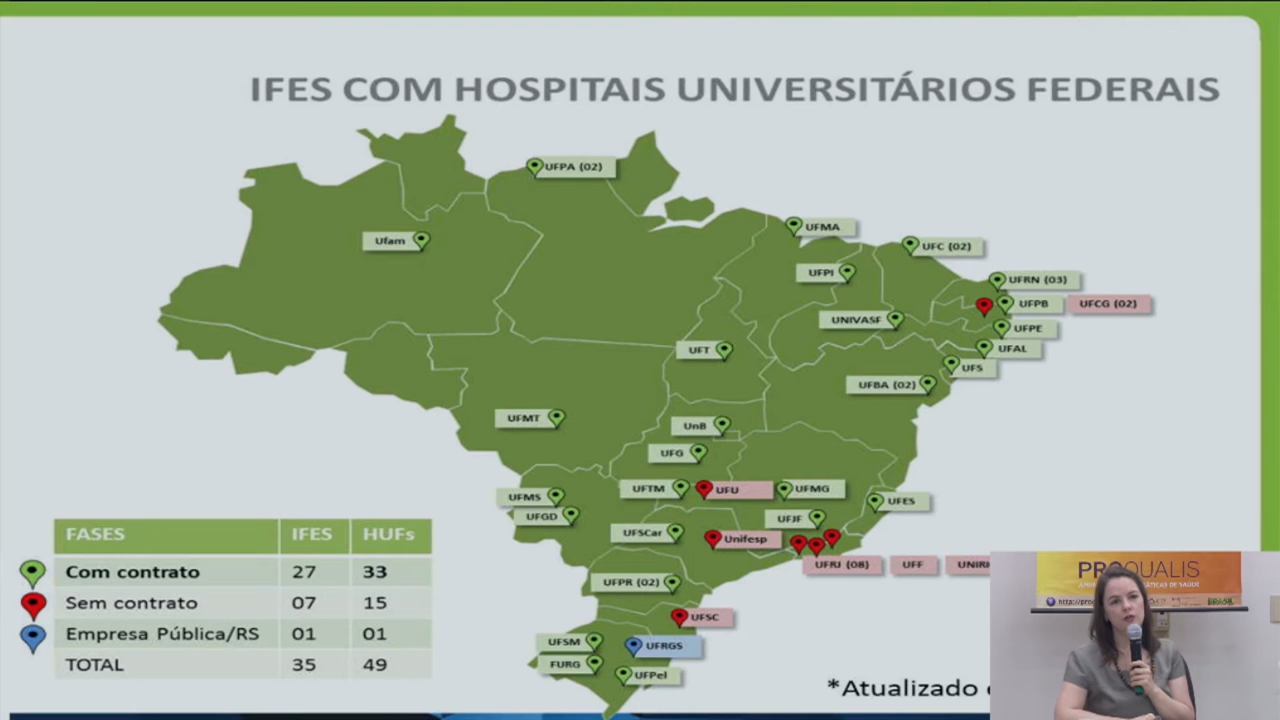 IFES COM HOSPITAIS UNIVERSITÁRIOS FEDERAIS
UFPA (02)
Ufam
UFMA
UFC (02)
UFPI
UFRN (03)
UFPB
UFCG (02)
UNIVASF
UFPE
UFT
UFAL
UFS
UFBA (02)
UFMT
UnB
UFG
UFTM
UFU
UFMG
UFMS
UFES
UFGD
UFJF
UFSCar
Unifesp
UFRJ (08)
UFF
UNIRI
UFPR (02)
UFSC
UFSM
UFRGS
FURG
UFPel
FASES IFES HUFs
Com contrato 27 33
Sem contrato 07 15
Empresa Pública/RS 01 01
TOTAL 35 49
*Atualizado
PROQUALIS